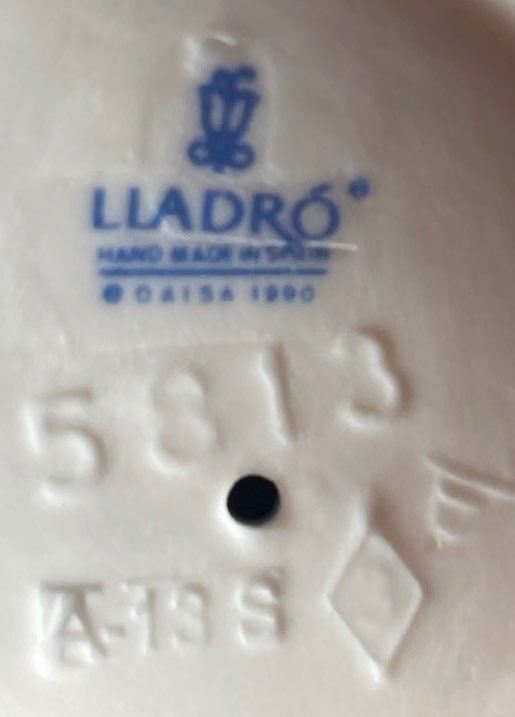 LLADRÓ®
HAND MADE IN SPAIN
© DAISA 1990
5813
E
A-13 S